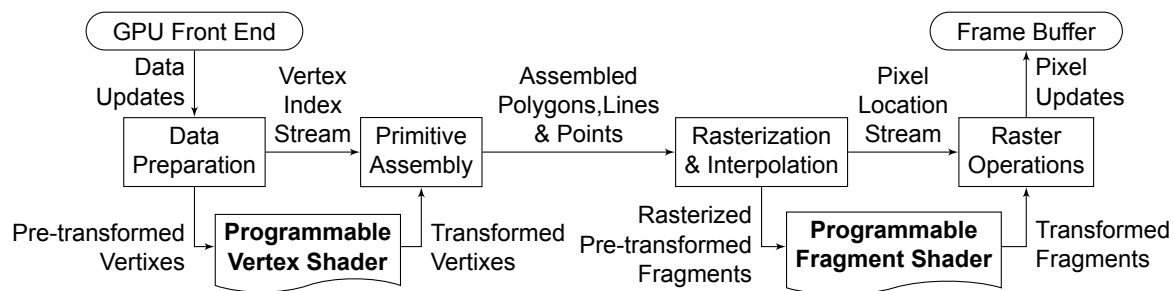 GPU Front End
Frame Buffer
Data
Updates
Vertex
Index
Stream
Assembled
Polygons,Lines
& Points
Pixel
Location
Stream
Pixel
Updates
Data
Preparation
Primitive
Assembly
Rasterization
& Interpolation
Raster
Operations
Pre-transformed
Vertixes
Programmable
Vertex Shader
Transformed
Vertixes
Rasterized
Pre-transformed
Fragments
Programmable
Fragment Shader
Transformed
Fragments